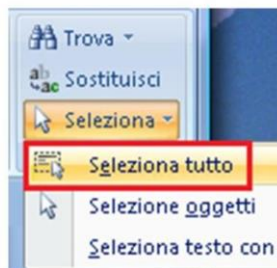 Trova
Sostituisci
Seleziona
Seleziona tutto
Selezione oggetti
Seleziona testo con